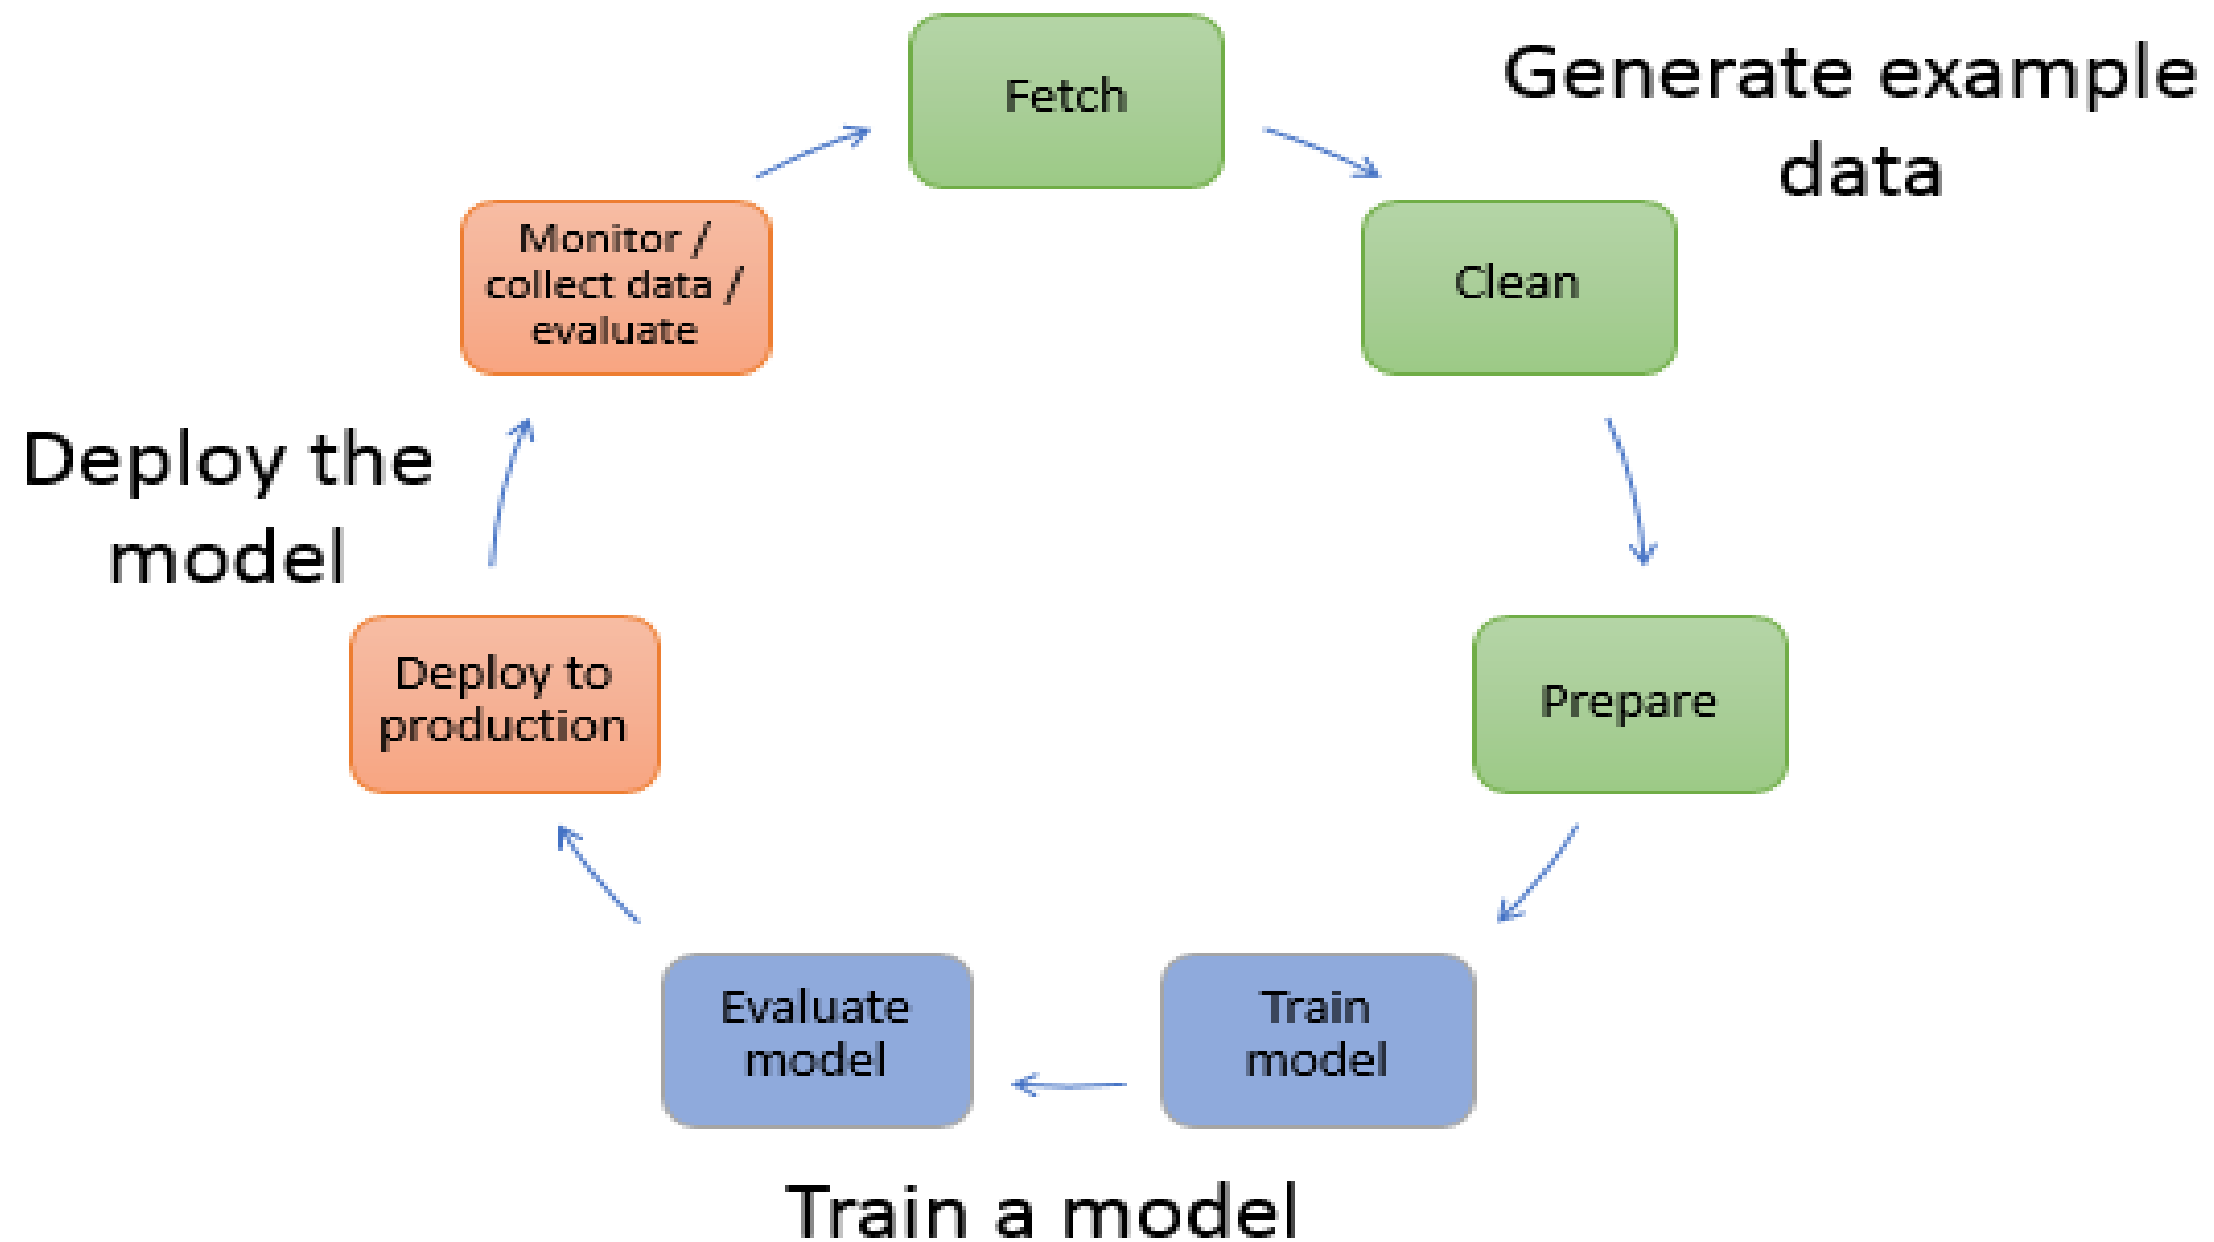 Fetch
Generate example
data
Clean
Prepare
Train
model
Train a model
Evaluate
model
Deploy to
production
Deploy the
model
Monitor /
collect data /
evaluate